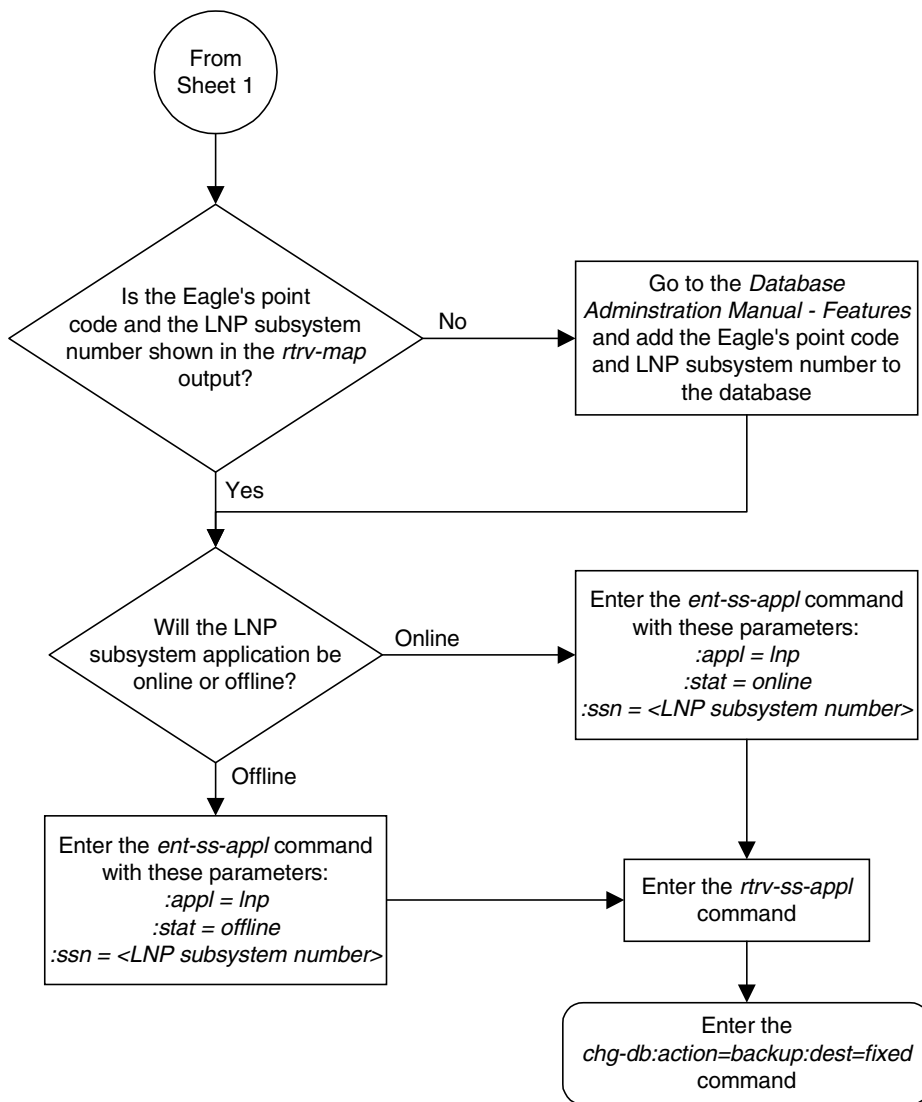 From
Sheet 1
Is the Eagle's point
code and the LNP subsystem
number shown in the rtrv-map
output?
No
Go to the Database
Adminstration Manual - Features
and add the Eagle's point code
and LNP subsystem number to
the database
Yes
Will the LNP
subsystem application be
online or offline?
Online
Enter the ent-ss-appl command
with these parameters:
:appl = lnp
:stat = online
:ssn = <LNP subsystem number>
Offline
Enter the ent-ss-appl command
with these parameters:
:appl = lnp
:stat = offline
:ssn = <LNP subsystem number>
Enter the rtrv-ss-appl
command
Enter the
chg-db:action=backup:dest=fixed
command